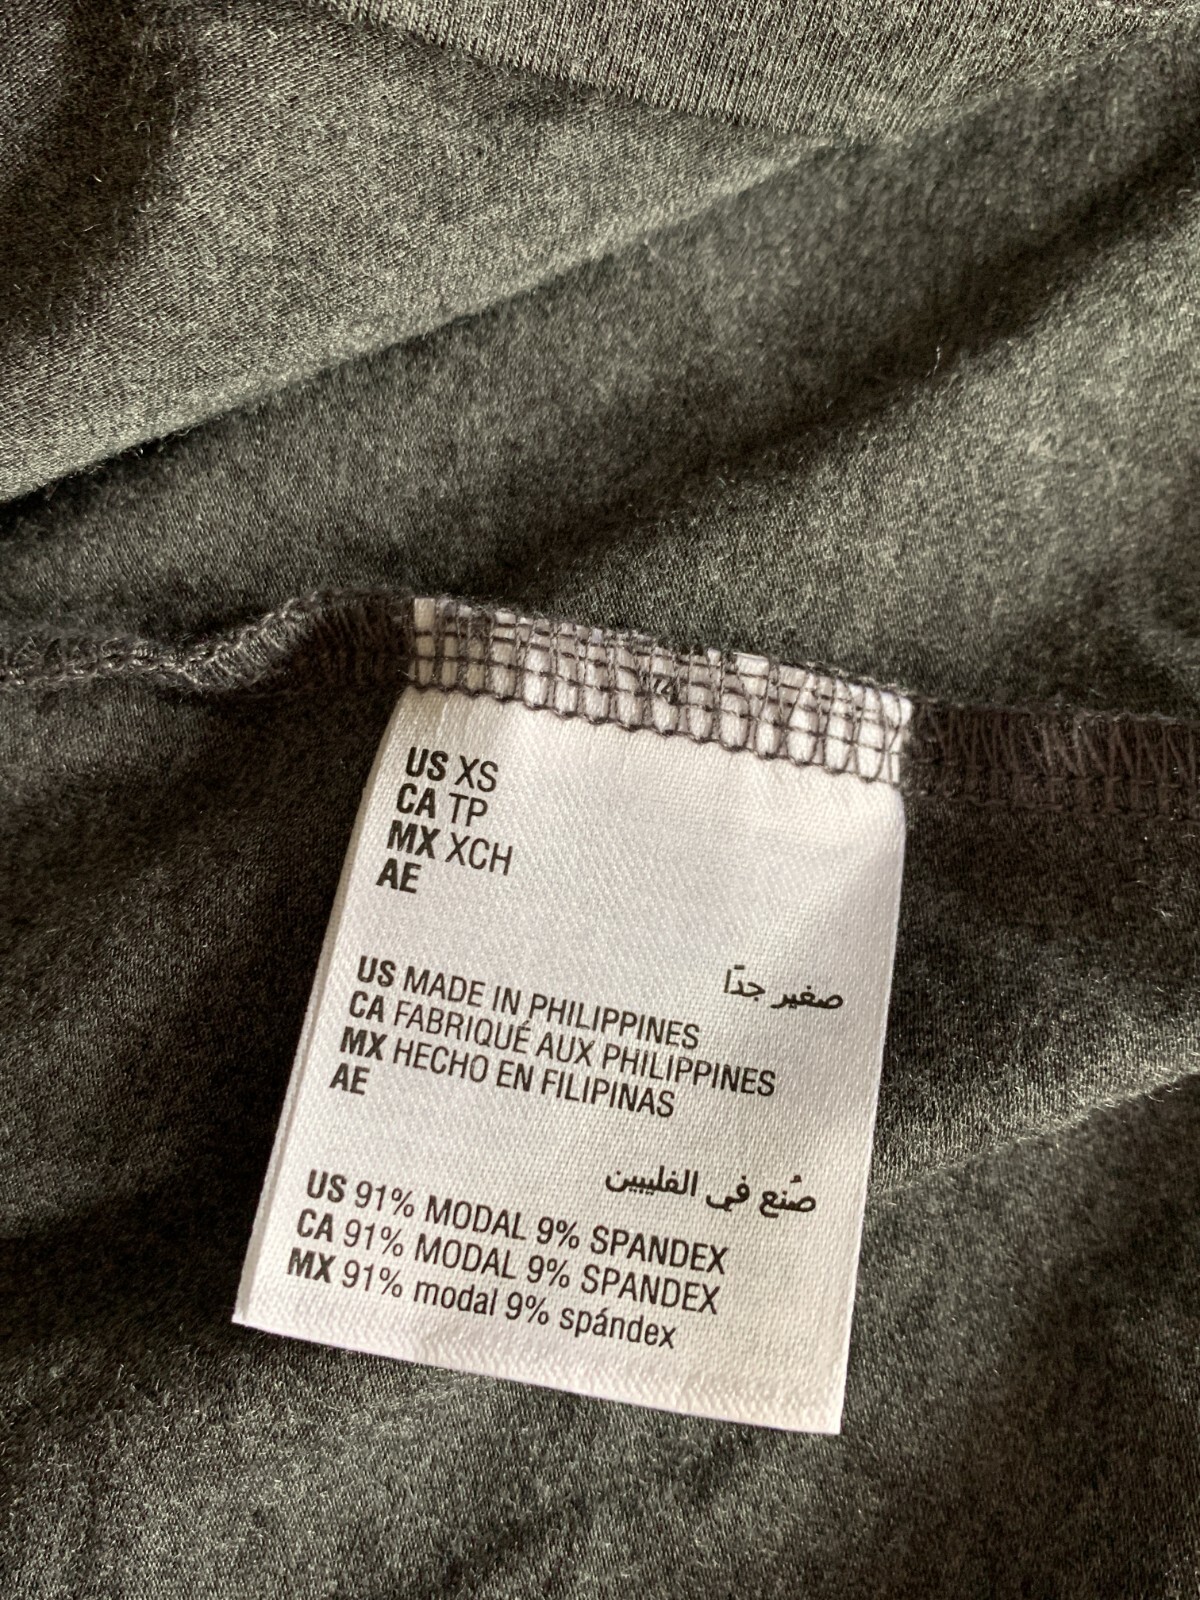 US XS
CA TP
MX XCH
AE
صغير جدًا
US MADE IN PHILIPPINES
CA FABRIQUÉ AUX PHILIPPINES
MX HECHO EN FILIPINAS
AE
صُنع في الفليبين
US 91% MODAL 9% SPANDEX
CA 91% MODAL 9% SPANDEX
MX 91% modal 9% spándex